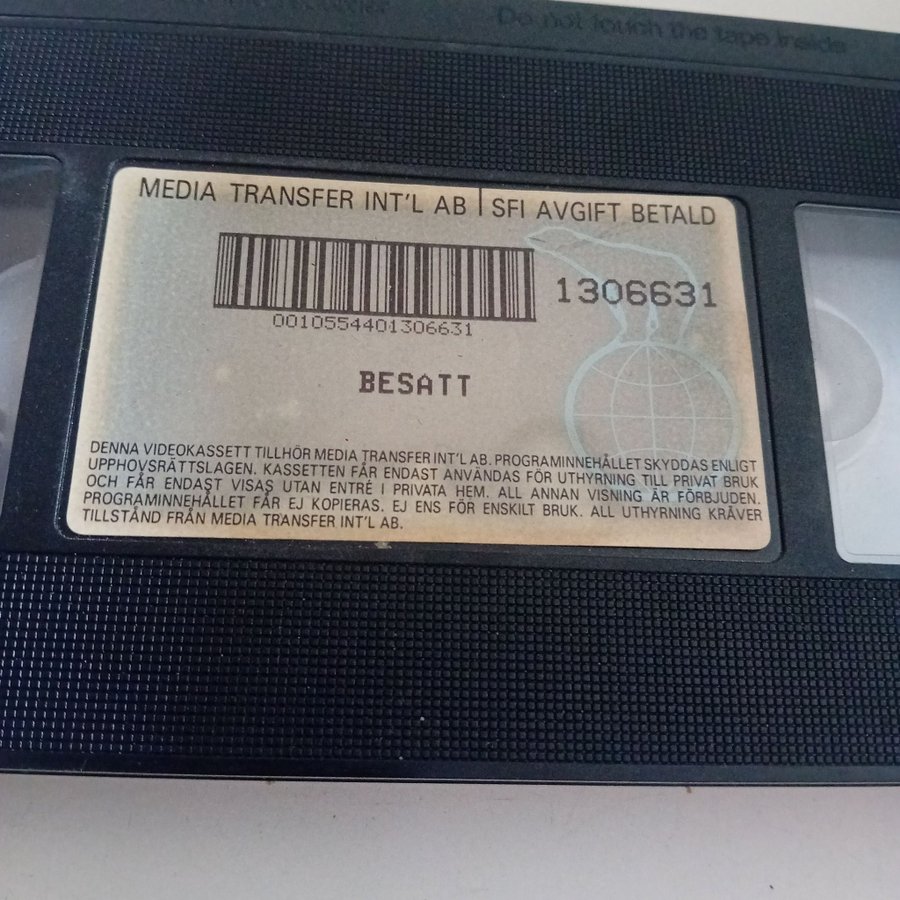 Do not touch the tape inside
MEDIA TRANSFER INT'L AB | SFI AVGIFT BETALD
1306631
0010554401306631
BESATT
DENNA VIDEOKASSETT TILLHÖR MEDIA TRANSFER INT'L AB. PROGRAMINNEHÅLLET SKYDDAS ENLIGT
UPPHOVSRÄTTSLAGEN. KASSETTEN FÅR ENDAST ANVÄNDAS FÖR UTHYRNING TILL PRIVAT BRUK
OCH FÅR ENDAST VISAS UTAN ENTRÉ I PRIVATA HEM. ALL ANNAN VISNING ÄR FÖRBJUDEN.
PROGRAMINNEHÅLLET FÅR EJ KOPIERAS. EJ ENS FÖR ENSKILT BRUK. ALL UTHYRNING KRÄVER
TILLSTÅND FRÅN MEDIA TRANSFER INT'L AB.